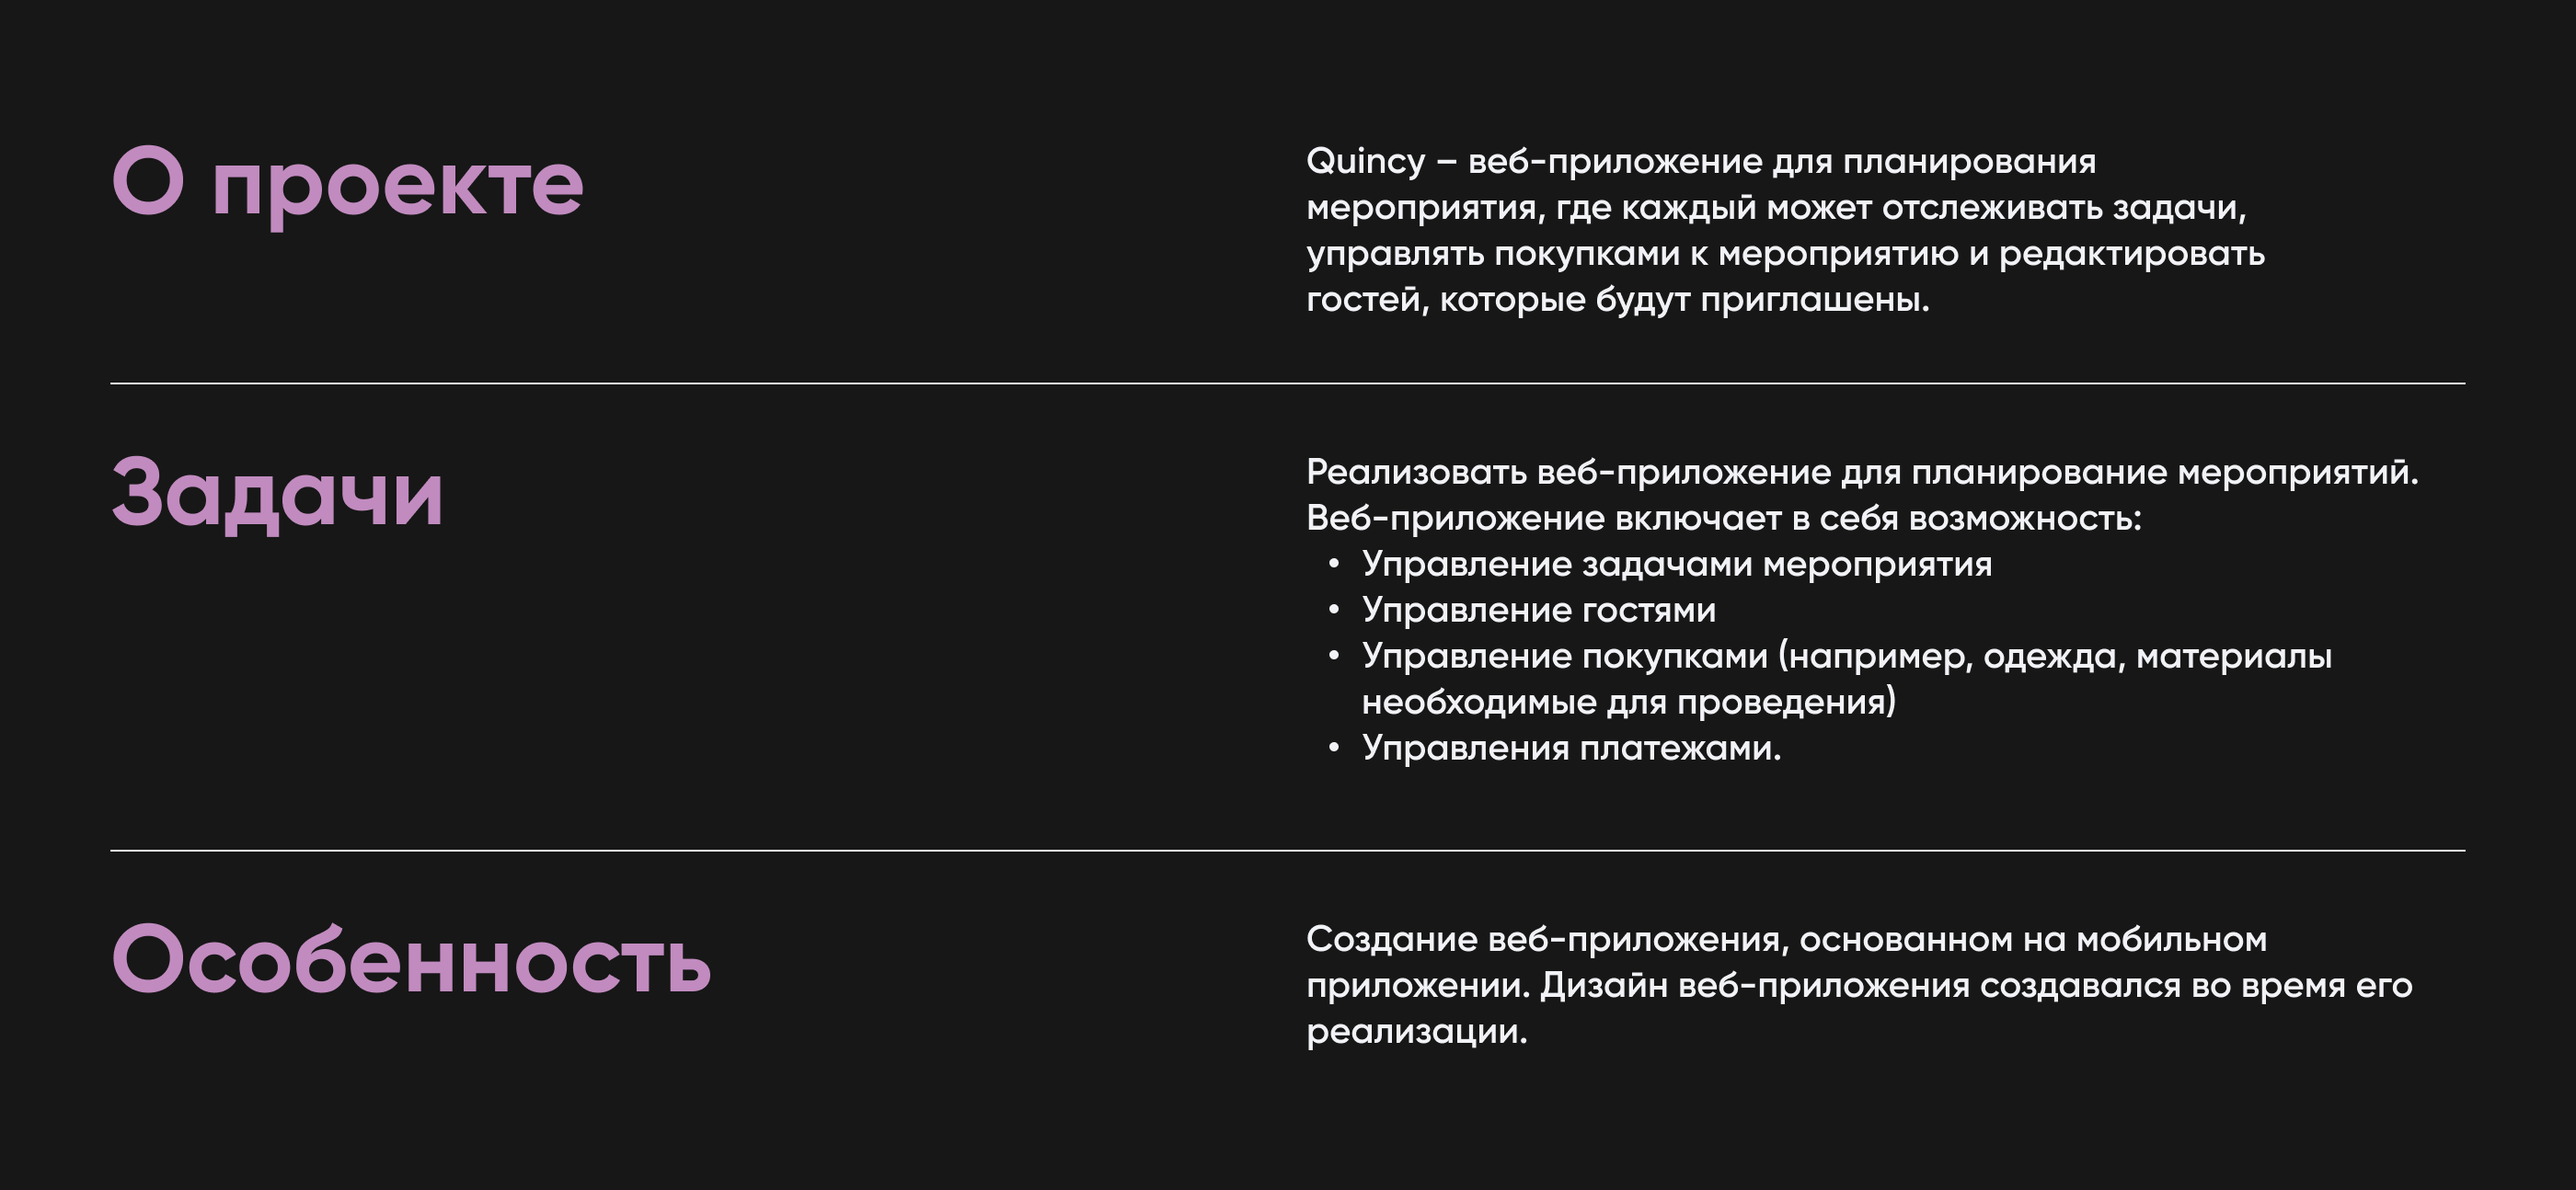 О проекте
Quincy – веб-приложение для планирования
мероприятия, где каждый может отслеживать задачи,
управлять покупками к мероприятию и редактировать
гостей, которые будут приглашены.
Задачи
Реализовать веб-приложение для планирование мероприятий.
Веб-приложение включает в себя возможность:
• Управление задачами мероприятия
• Управление гостями
• Управление покупками (например, одежда, материалы
необходимые для проведения)
• Управления платежами.
Особенность
Создание веб-приложения, основанном на мобильном
приложении. Дизайн веб-приложения создавался во время его
реализации.